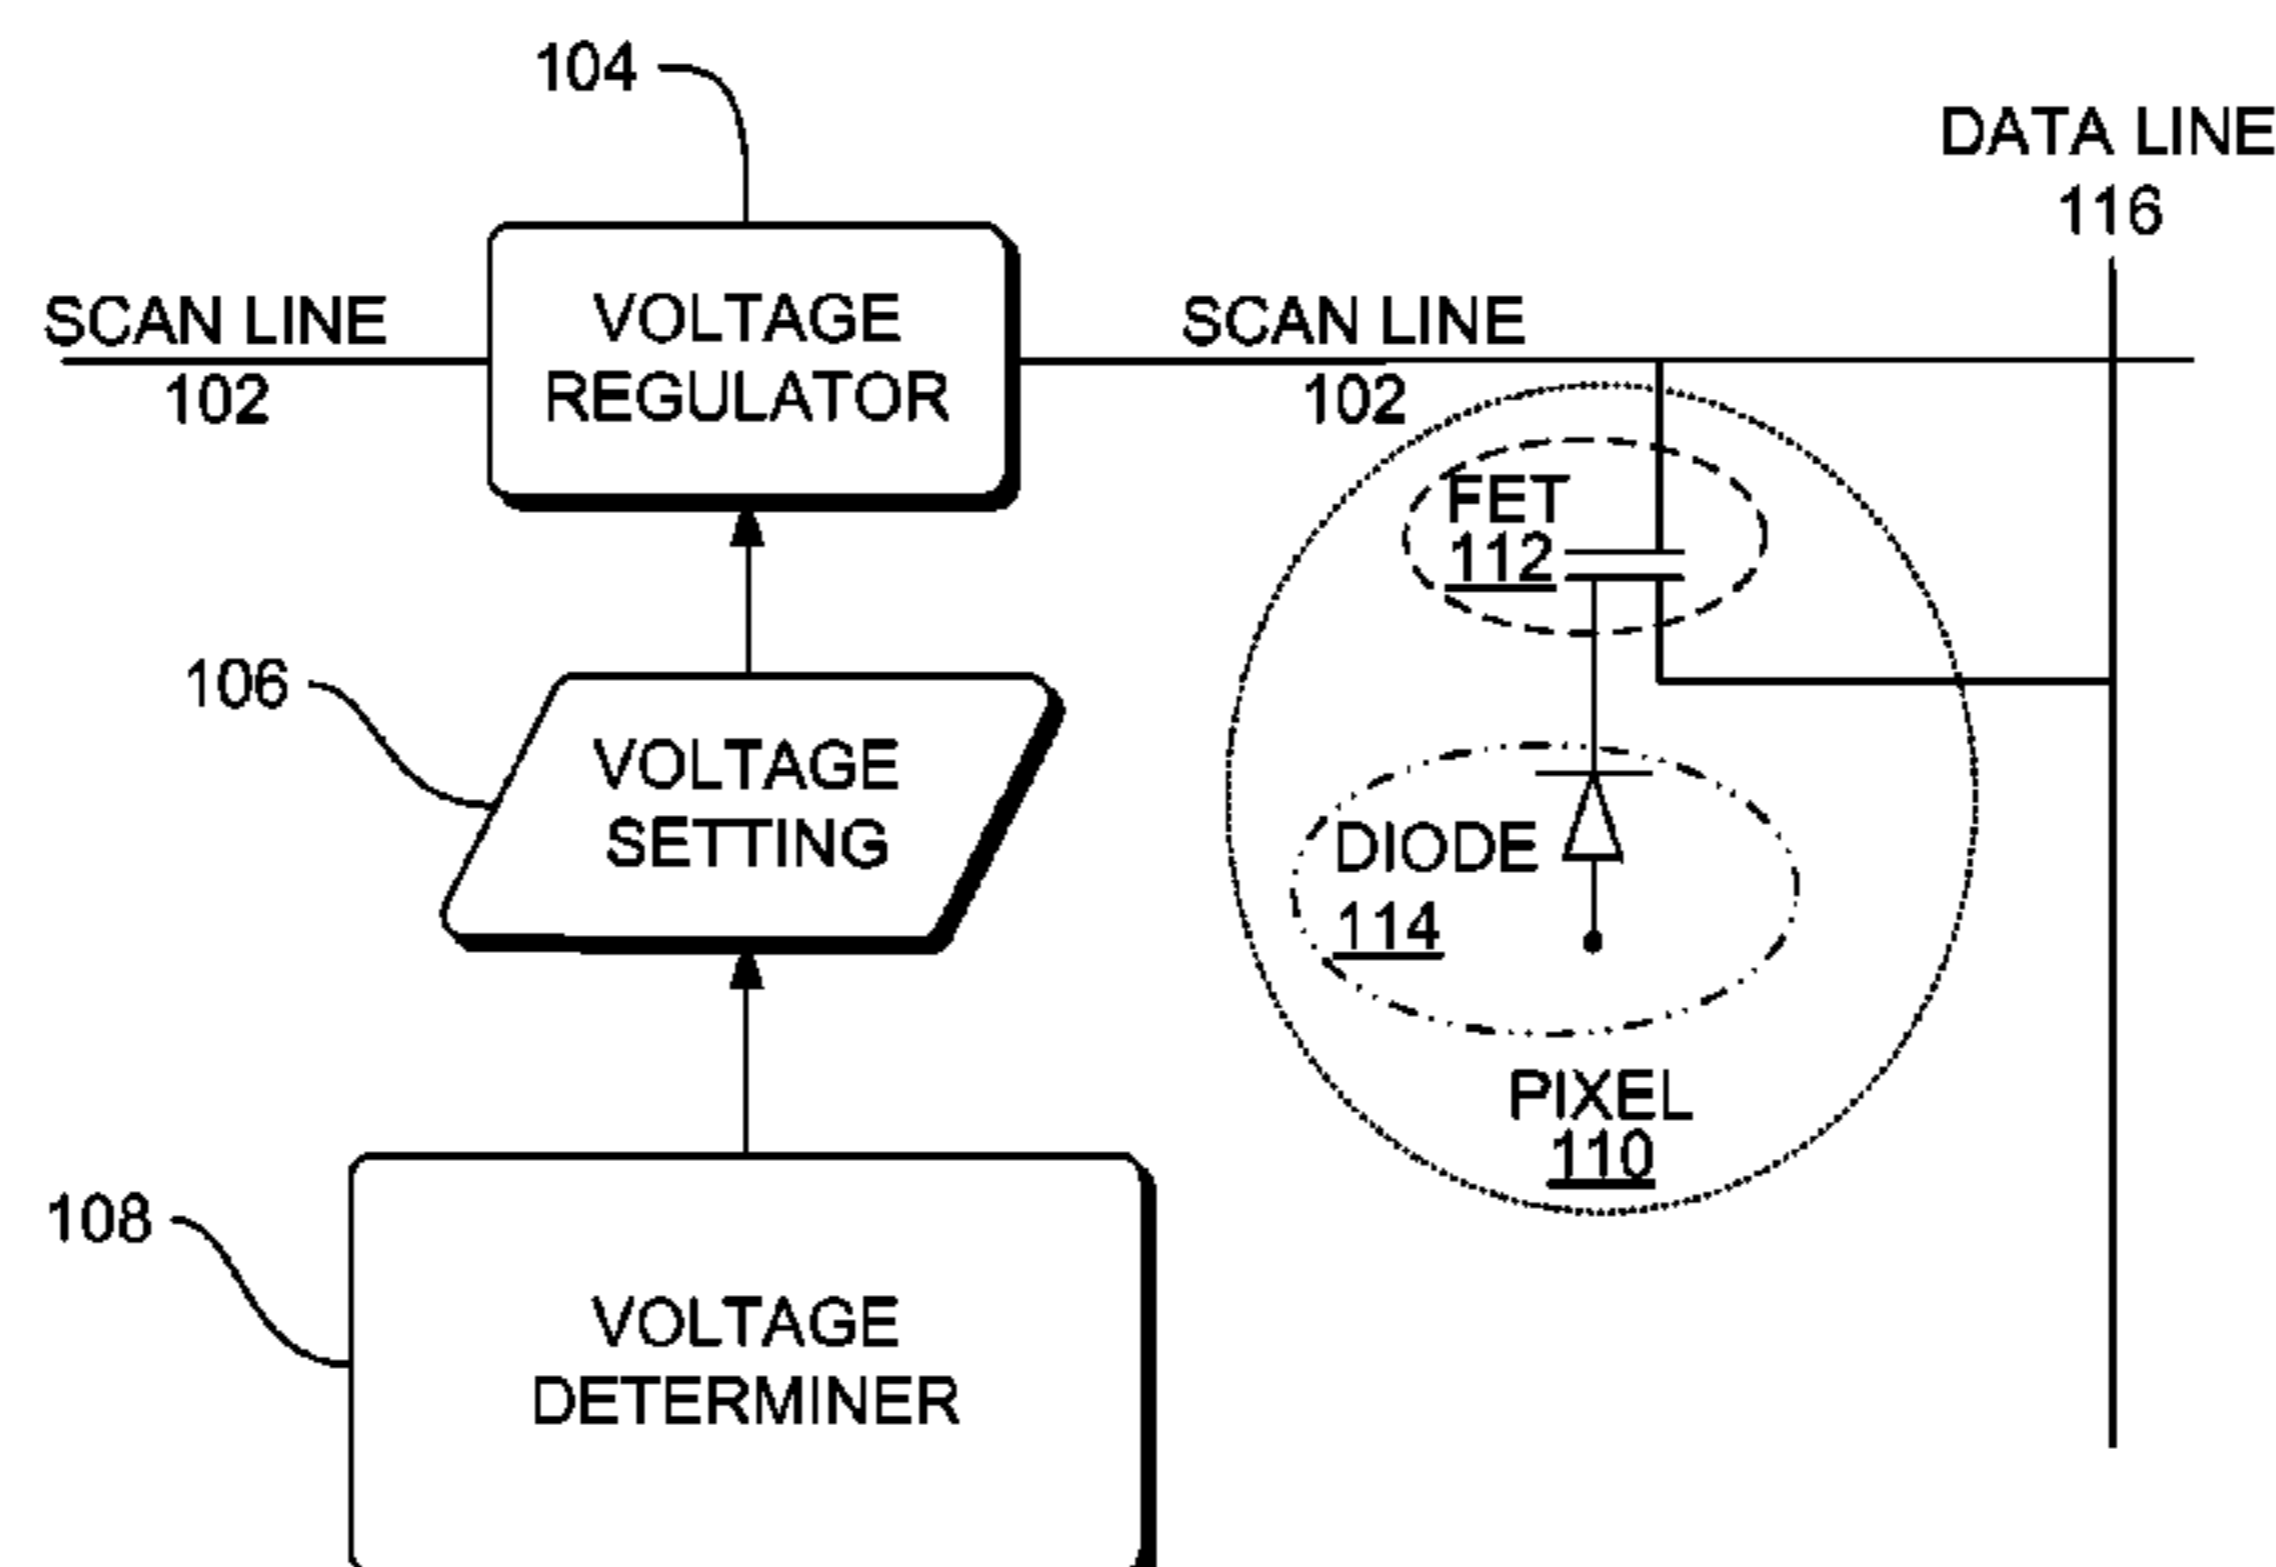 104
DATA LINE
116
SCAN LINE
102
VOLTAGE
REGULATOR
SCAN LINE
102
FET
112
106
VOLTAGE
SETTING
DIODE
114
PIXEL
110
108
VOLTAGE
DETERMINER